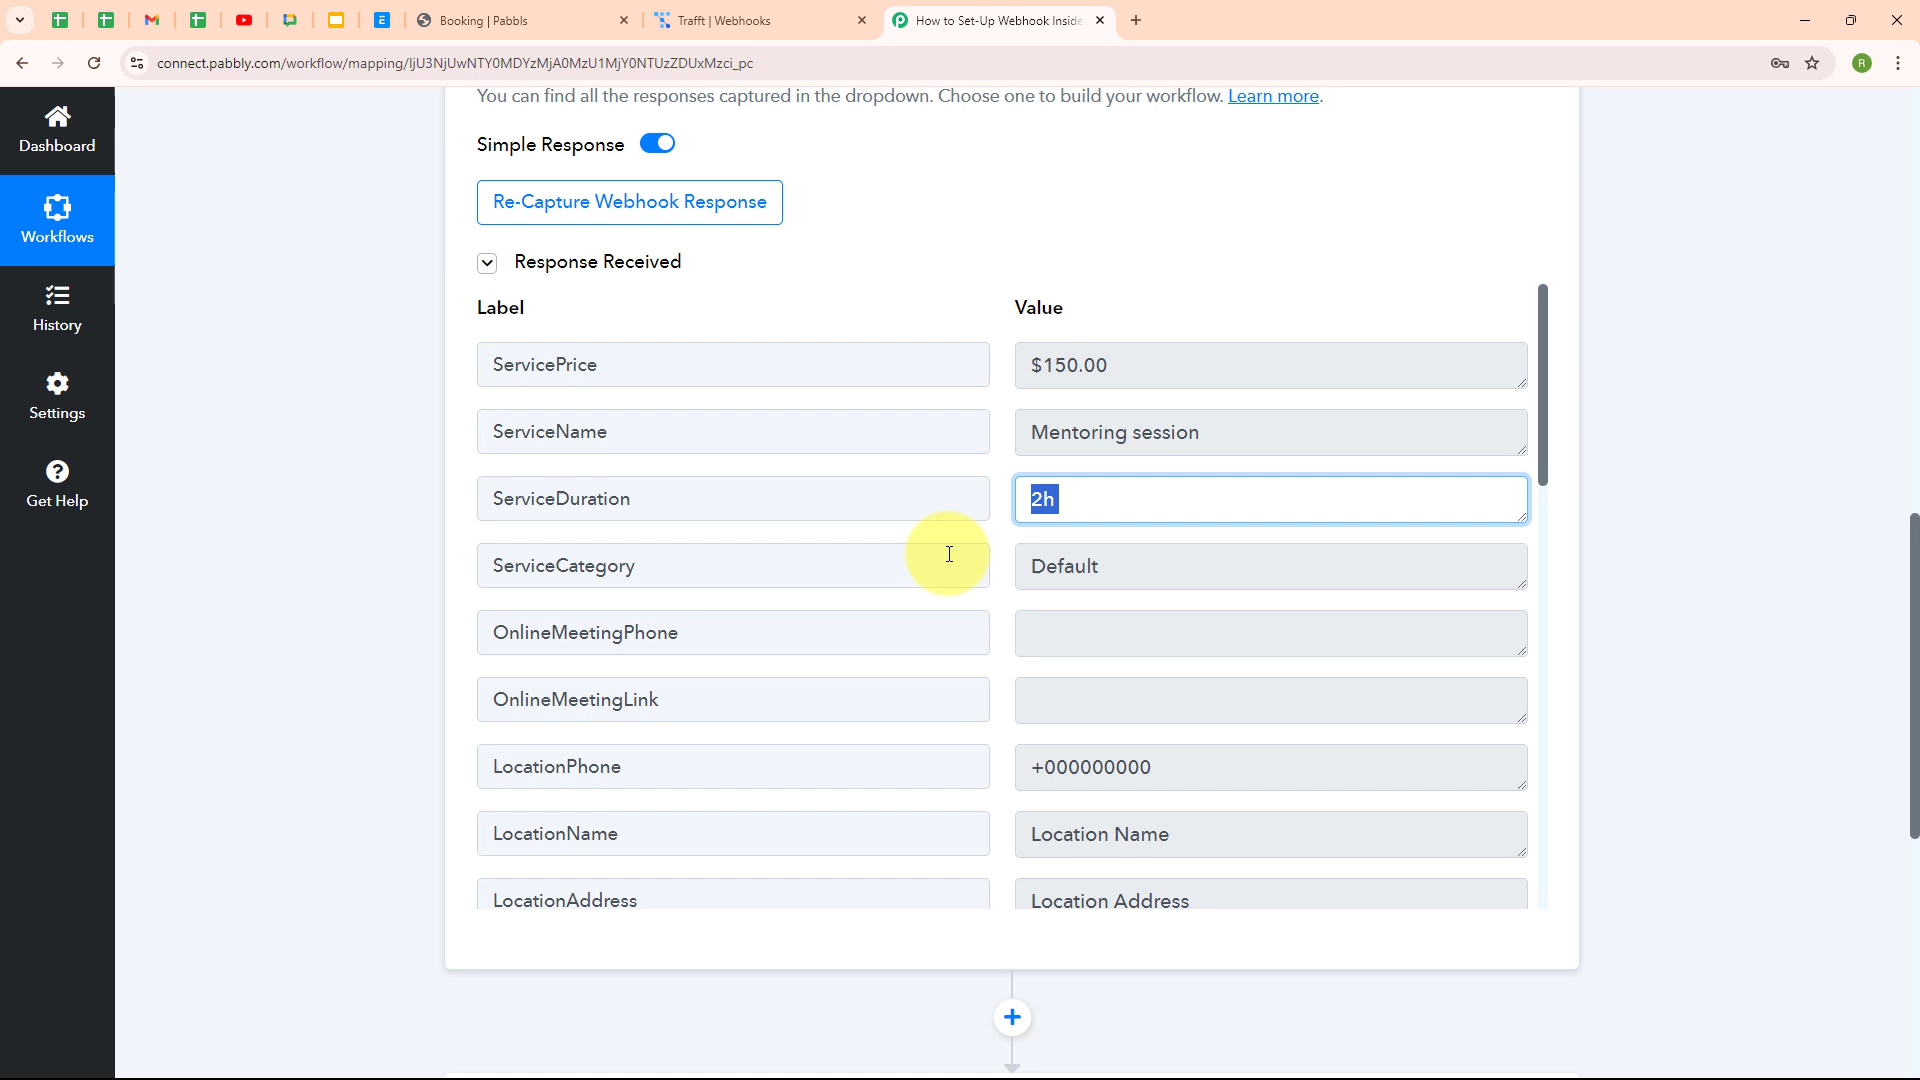 Booking | Pabbls
Trafft | Webhooks
How to Set-Up Webhook Inside
connect.pabbly.com/workflow/mapping/IjU3NjUwNTY0MDYzMjA0MzU1MjY0NTUzZDUxMzci_pc
R
You can find all the responses captured in the dropdown. Choose one to build your workflow. Learn more.
Dashboard
Simple Response
Re-Capture Webhook Response
Workflows
Response Received
History
Label Value
ServicePrice $150.00
Settings
ServiceName Mentoring session
Get Help
ServiceDuration 2h
ServiceCategory Default
OnlineMeetingPhone
OnlineMeetingLink
LocationPhone +000000000
LocationName Location Name
LocationAddress Location Address